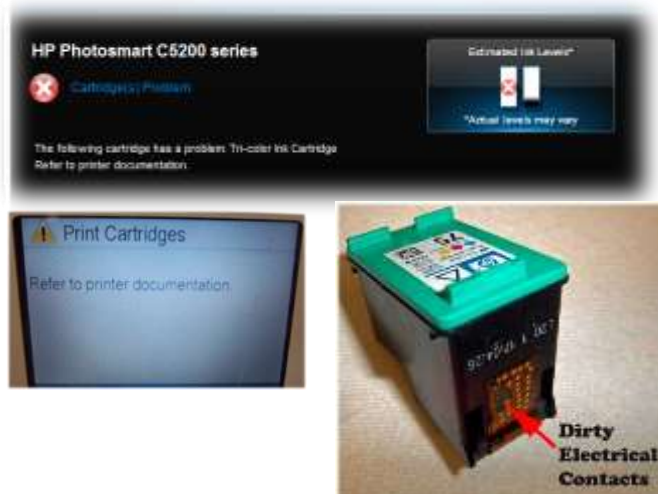 HP Photosmart C5200 series
Cartridge(s) Problem
The following cartridge has a problem: Tri-color Ink Cartridge
Refer to printer documentation.
Estimated Ink Levels*
*Actual levels may vary
Print Cartridges
Refer to printer documentation.
Dirty
Electrical
Contacts